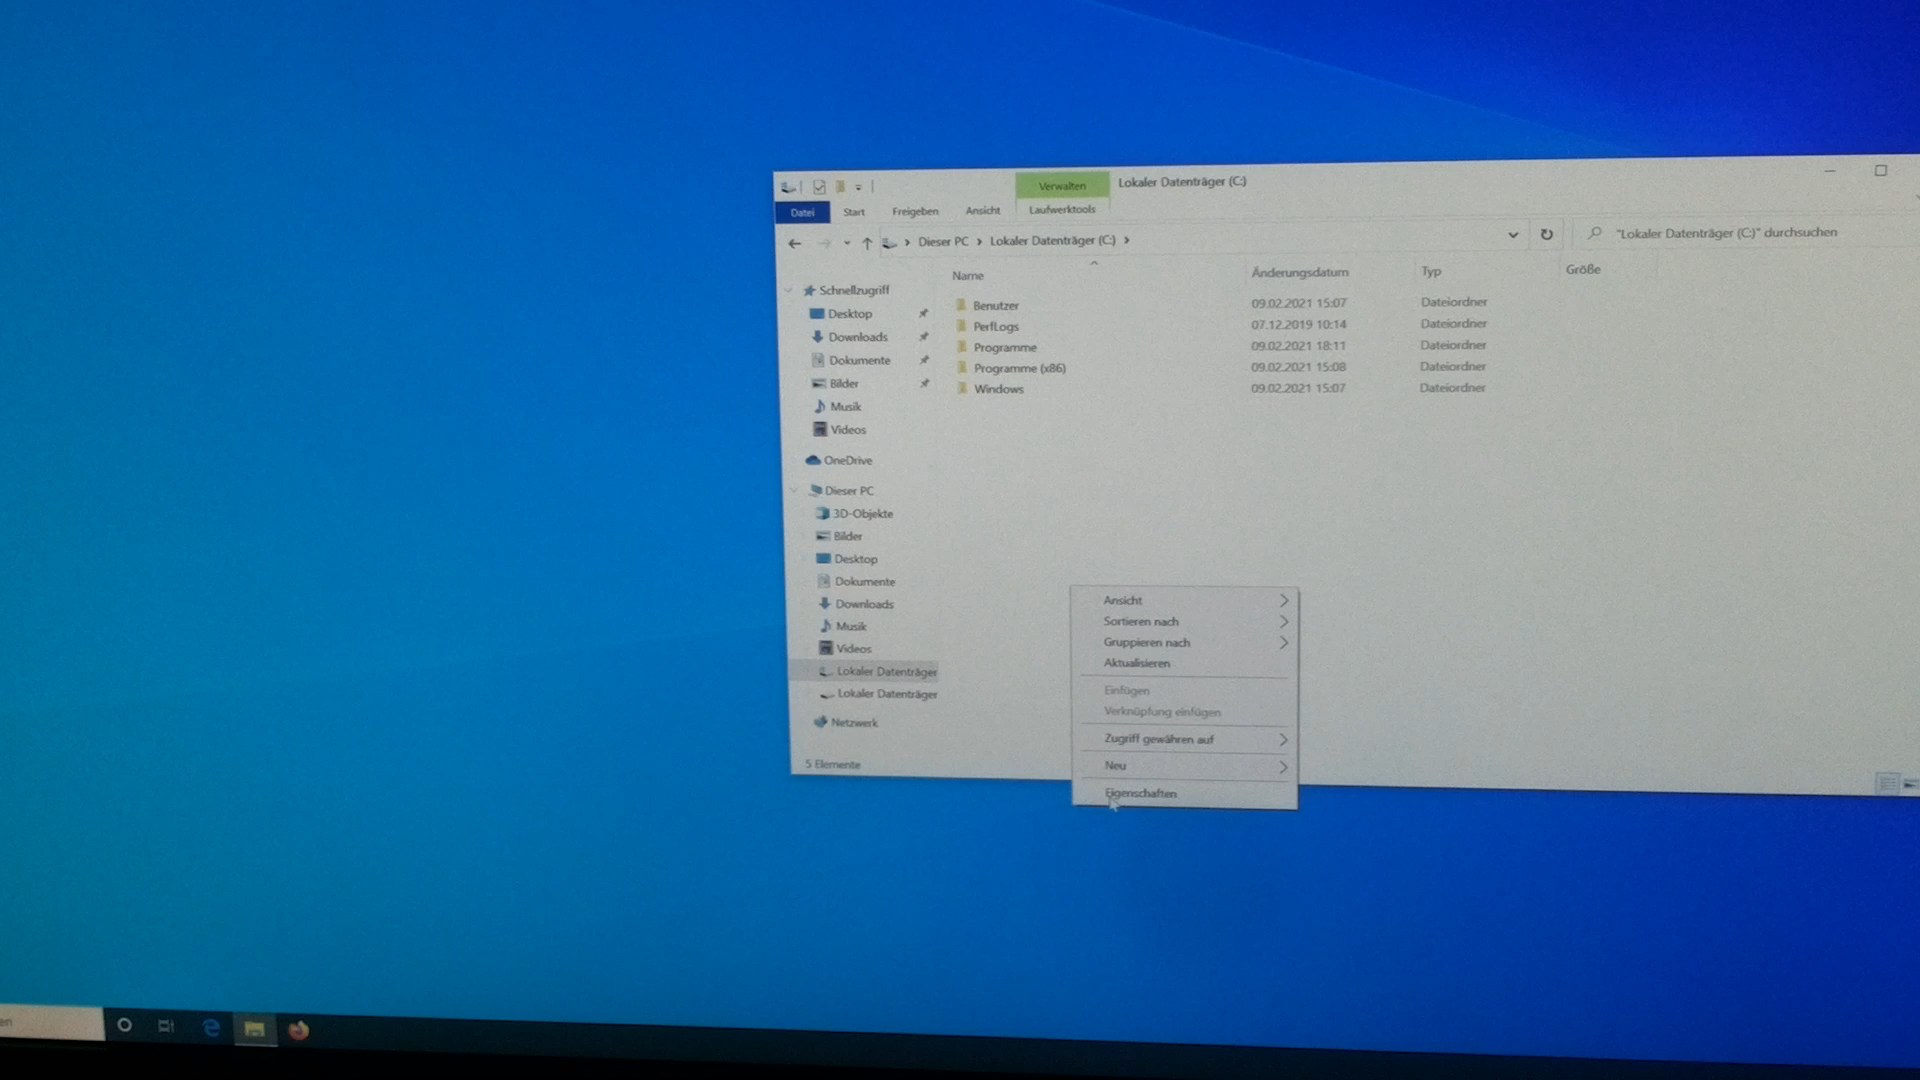 Verwalten
Lokaler Datenträger (C:)
Datei
Start
Freigeben
Ansicht
Laufwerktools
Dieser PC
Lokaler Datenträger (C:)
"Lokaler Datenträger (C:)" durchsuchen
Name
Änderungsdatum
Typ
Größe
Benutzer 09.02.2021 15:07 Dateiordner
PerfLogs 07.12.2019 10:14 Dateiordner
Programme 09.02.2021 18:11 Dateiordner
Programme (x86) 09.02.2021 15:08 Dateiordner
Windows 09.02.2021 15:07 Dateiordner
Schnellzugriff
Desktop
Downloads
Dokumente
Bilder
Musik
Videos
OneDrive
Dieser PC
3D-Objekte
Bilder
Desktop
Dokumente
Downloads
Musik
Videos
Lokaler Datenträger
Lokaler Datenträger
Netzwerk
5 Elemente
Ansicht
Sortieren nach
Gruppieren nach
Aktualisieren
Einfügen
Verknüpfung einfügen
Zugriff gewähren auf
Neu
Eigenschaften
en